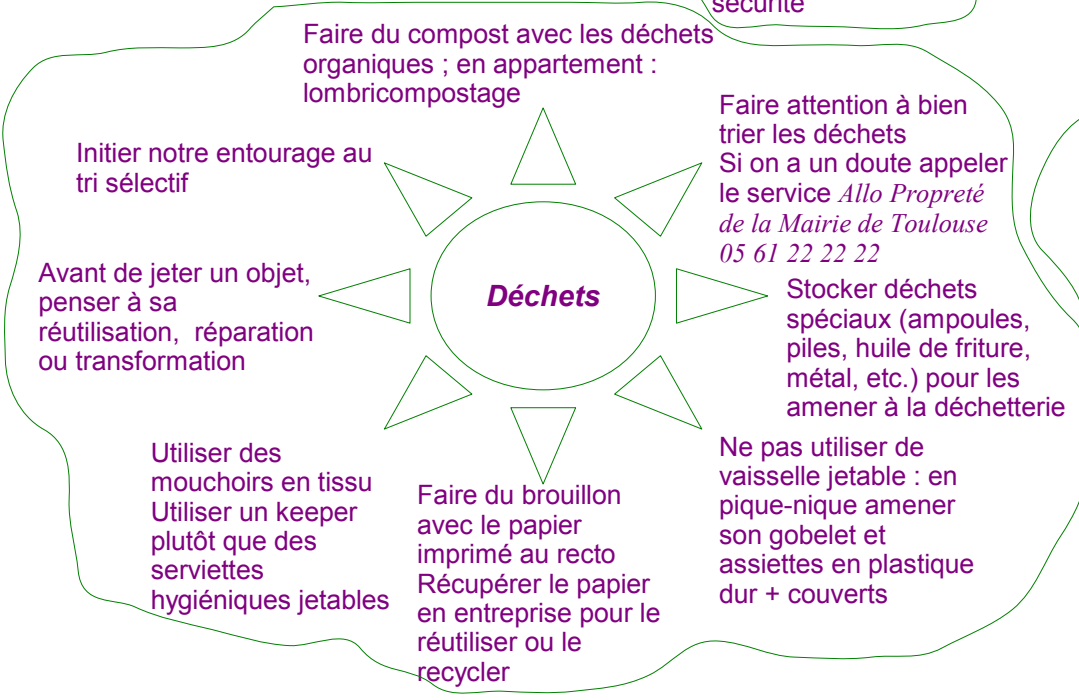 sécurité
Faire du compost avec les déchets
organiques ; en appartement :
lombricompostage
Faire attention à bien
trier les déchets
Si on a un doute appeler
le service Allo Propreté
de la Mairie de Toulouse
05 61 22 22 22
Initier notre entourage au
tri sélectif
Avant de jeter un objet,
penser à sa
réutilisation, réparation
ou transformation
Déchets
Stocker déchets
spéciaux (ampoules,
piles, huile de friture,
métal, etc.) pour les
amener à la déchetterie
Utiliser des
mouchoirs en tissu
Utiliser un keeper
plutôt que des
serviettes
hygiéniques jetables
Faire du brouillon
avec le papier
imprimé au recto
Récupérer le papier
en entreprise pour le
réutiliser ou le
recycler
Ne pas utiliser de
vaisselle jetable : en
pique-nique amener
son gobelet et
assiettes en plastique
dur + couverts